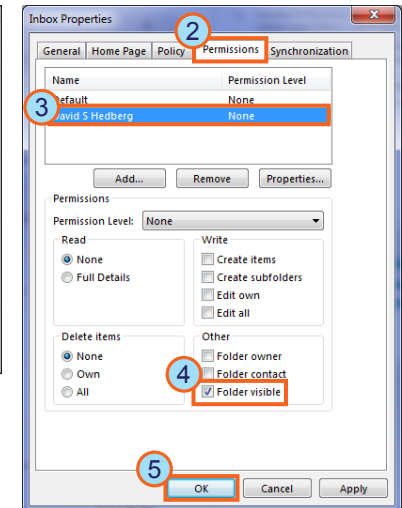 Inbox Properties
x
2
General Home Page Policy Permissions Synchronization
Name Permission Level
Default None
3
David S Hedberg None
Add... Remove Properties...
Permissions
Permission Level: None
Read Write
None Create items
Full Details Create subfolders
Edit own
Edit all
Delete items Other
None Folder owner
Own Folder contact
4
All Folder visible
5
OK Cancel Apply